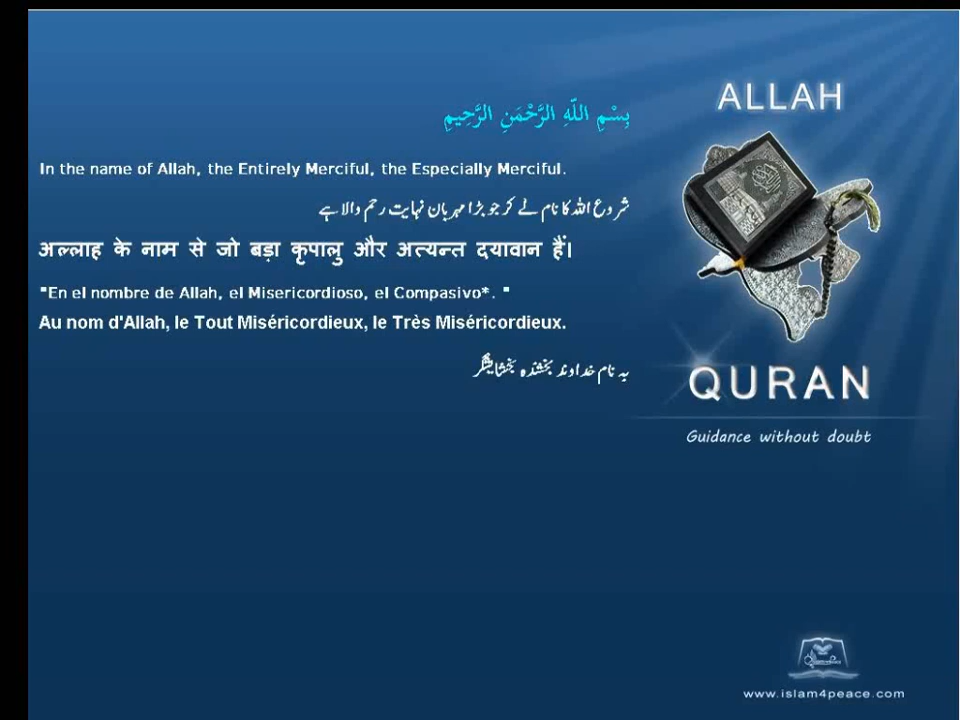 بِسْمِ اللّهِ الرَّحْمَنِ الرَّحِيمِ
In the name of Allah, the Entirely Merciful, the Especially Merciful.
شروع اللہ کا نام لے کر جو بڑا مہربان نہایت رحم والا ہے
अल्लाह के नाम से जो बड़ा कृपालु और अत्यन्त दयावान हैं।
"En el nombre de Allah, el Misericordioso, el Compasivo*. "
Au nom d'Allah, le Tout Miséricordieux, le Très Miséricordieux.
به نام خداوند بخشنده بخشایشگر
ALLAH
QURAN
Guidance without doubt
www.islam4peace.com